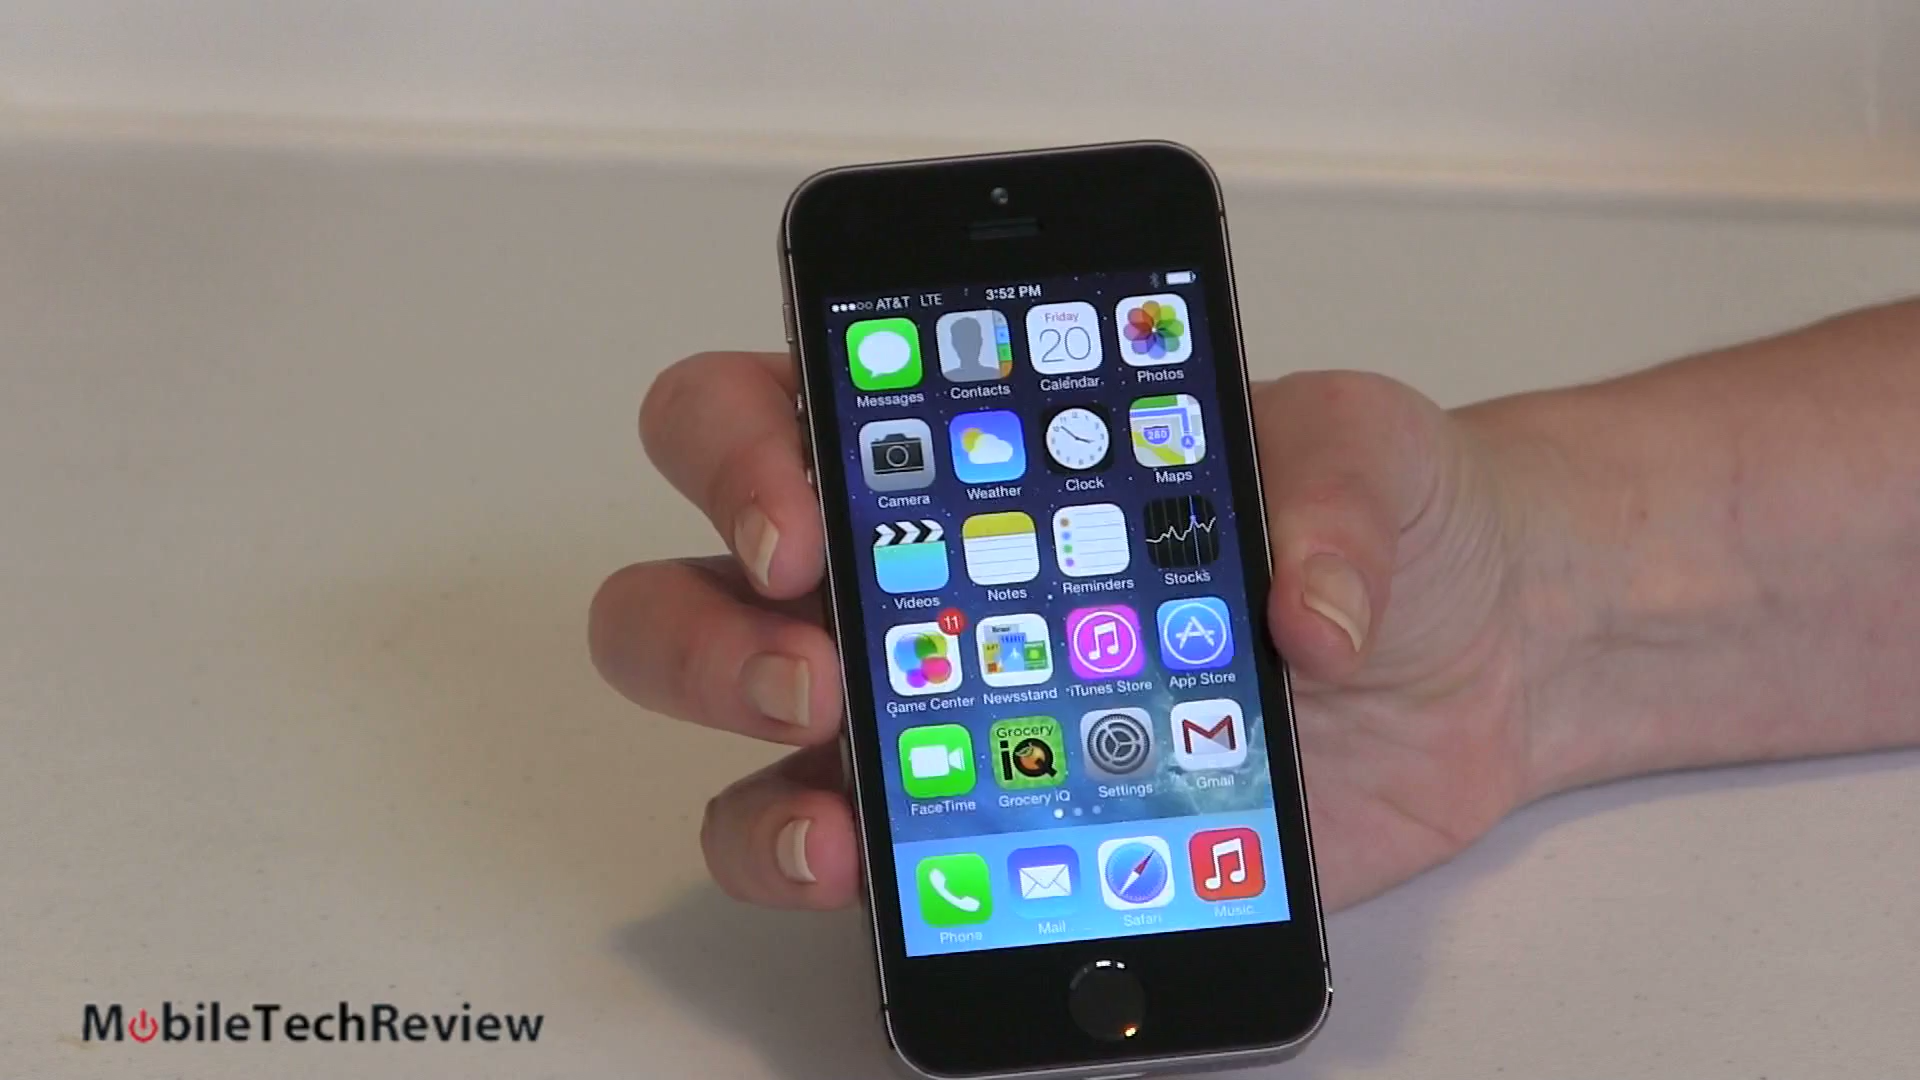 AT&T LTE 3:52 PM
Friday
20
Messages Contacts Calendar Photos
280
Camera Weather Clock Maps
Videos Notes Reminders Stocks
11
Game Center Newsstand iTunes Store App Store
Grocery
iQ
FaceTime Grocery iQ Settings Gmail
Phone Mail Safari Music
MobileTechReview